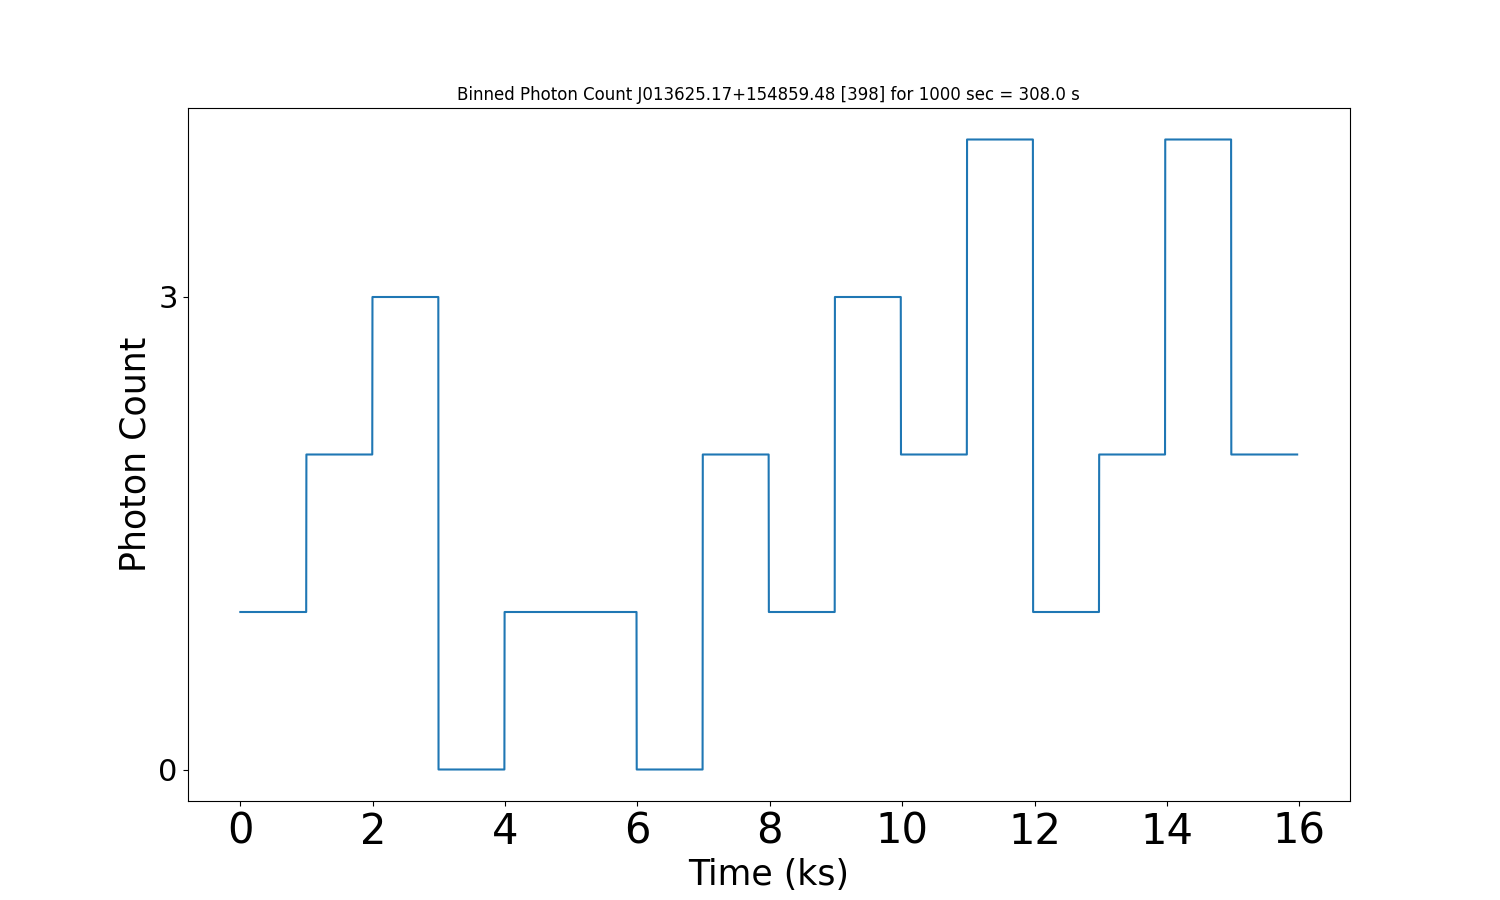 Binned Photon Count J013625.17+154859.48 [398] for 1000 sec = 308.0 s
Photon Count
3
0
0 2 4 6 8 10 12 14 16
Time (ks)